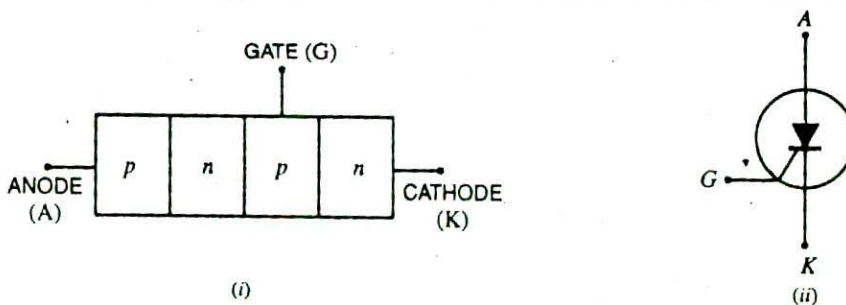 GATE (G)
p n p n
ANODE
(A)
CATHODE
(K)
(i)
A
G
K
(ii)